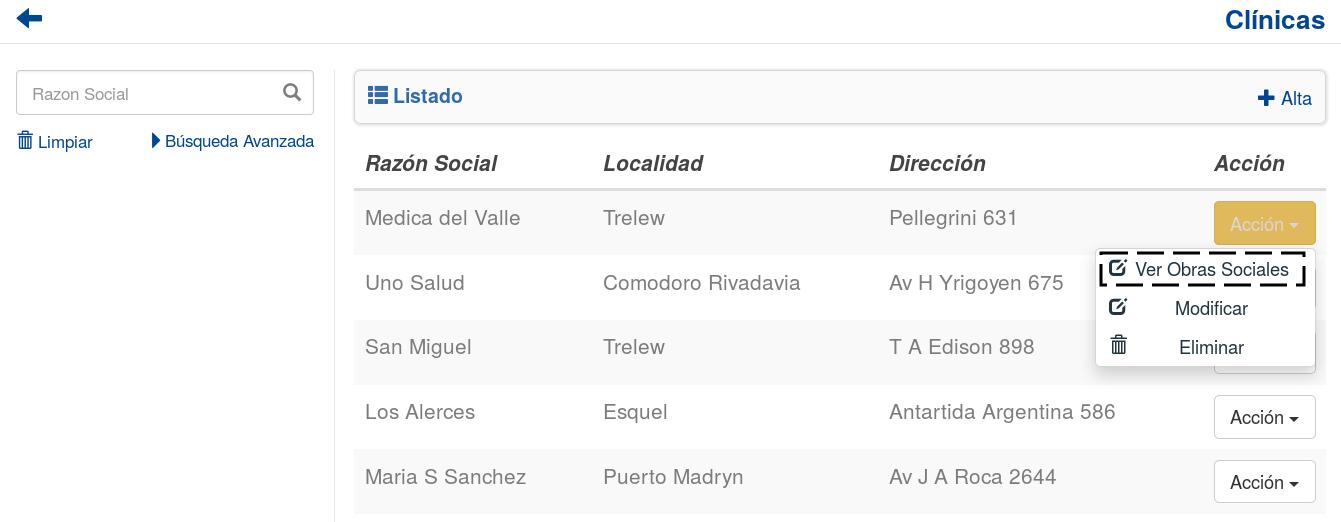 Clínicas
Razon Social
Limpiar Búsqueda Avanzada
Listado Alta
Razón Social Localidad Dirección Acción
Medica del Valle Trelew Pellegrini 631 Acción
Ver Obras Sociales
Uno Salud Comodoro Rivadavia Av H Yrigoyen 675
Modificar
San Miguel Trelew T A Edison 898
Eliminar
Los Alerces Esquel Antartida Argentina 586 Acción
Maria S Sanchez Puerto Madryn Av J A Roca 2644 Acción